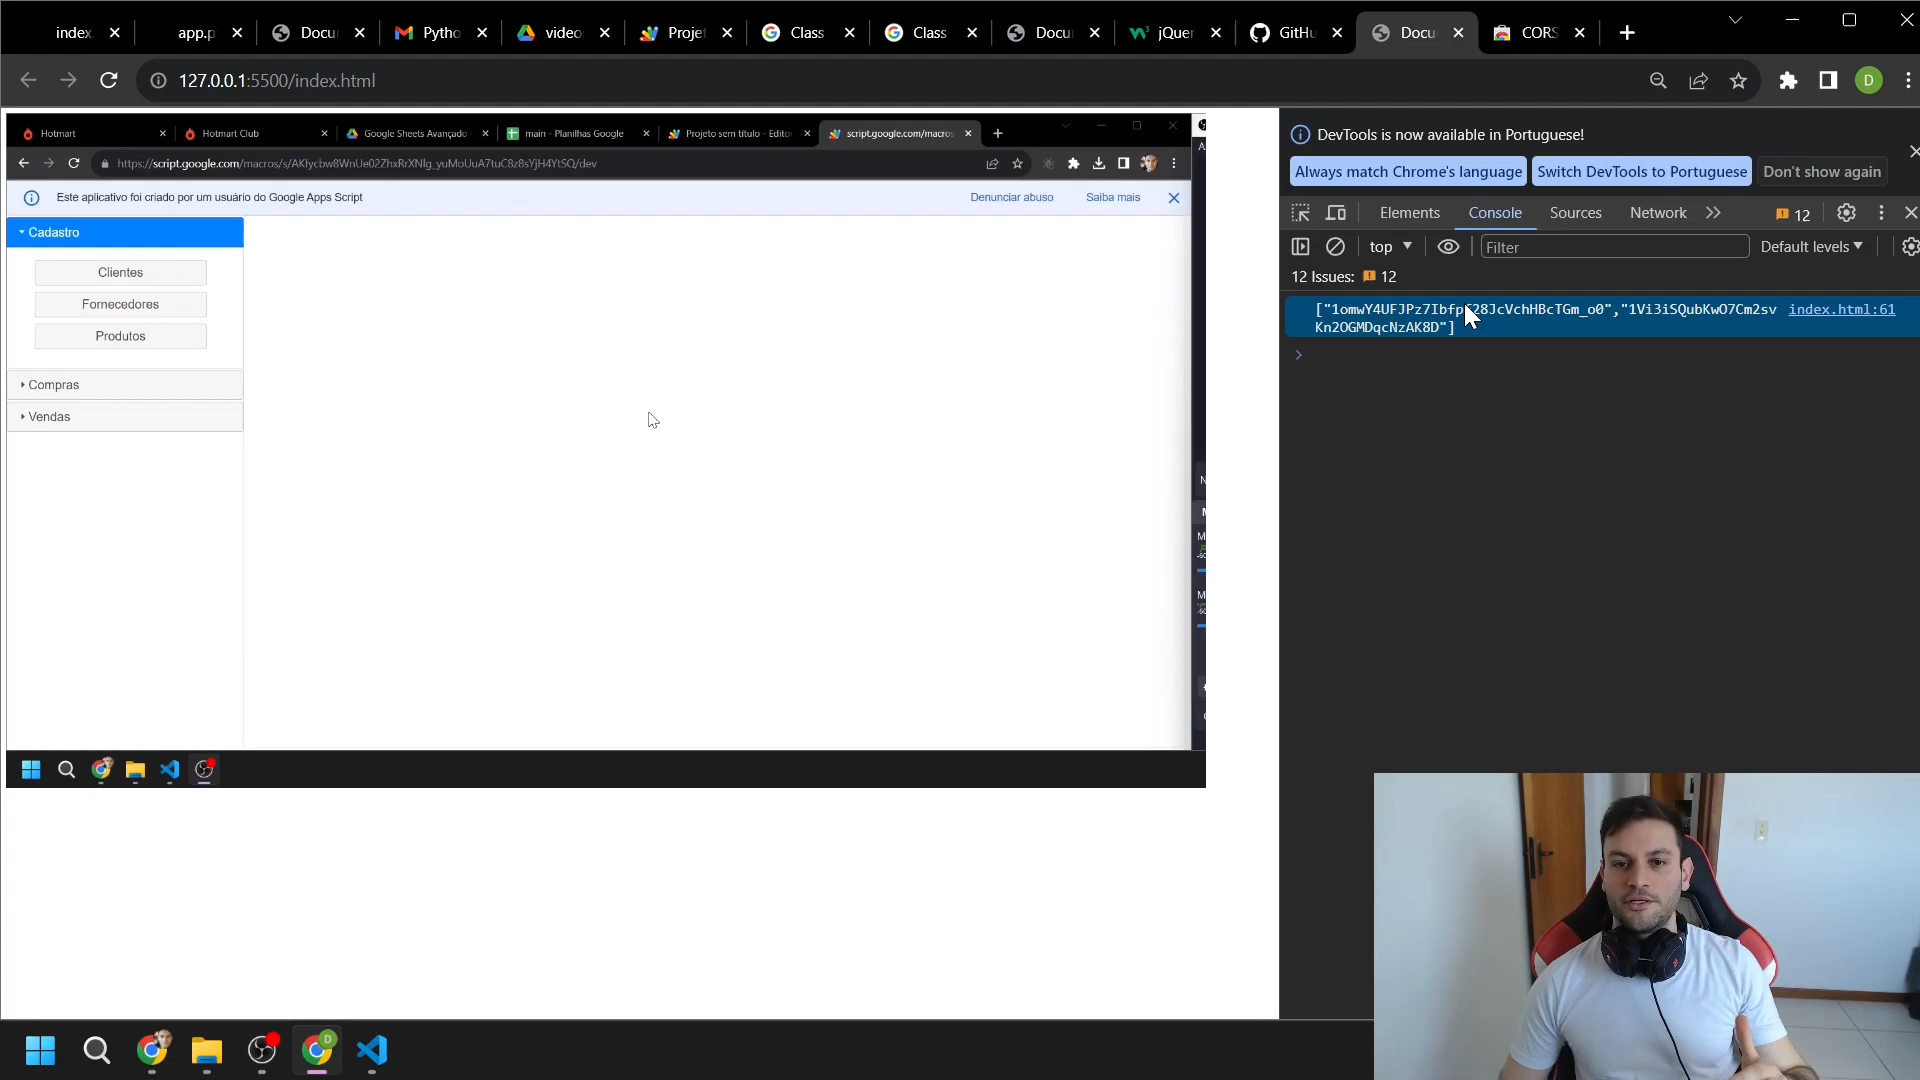 index.
app.p
Docu
Pytho
video
Projet
Class
Class
Docu
jQuer
GitHu
Docu
CORS
127.0.0.1:5500/index.html
D
Hotmart
Hotmart Club
Google Sheets Avançado
main - Planilhas Google
Projeto sem título - Editor
script.google.com/macros
https://script.google.com/macros/s/AKfycbw8WnUe02ZhxRrXNlg_yuMoUuA7tuC8z8sYjH4YtSQ/dev
Este aplicativo foi criado por um usuário do Google Apps Script
Denunciar abuso
Saiba mais
Cadastro
Clientes
Fornecedores
Produtos
Compras
Vendas
DevTools is now available in Portuguese!
Always match Chrome's language
Switch DevTools to Portuguese
Don't show again
Elements
Console
Sources
Network
12
top
Filter
Default levels
12 Issues: 12
"1Vi3iSQubKwO7Cm2sv
index.html:61
Kn2OGMDqcNzAK8D"]
D